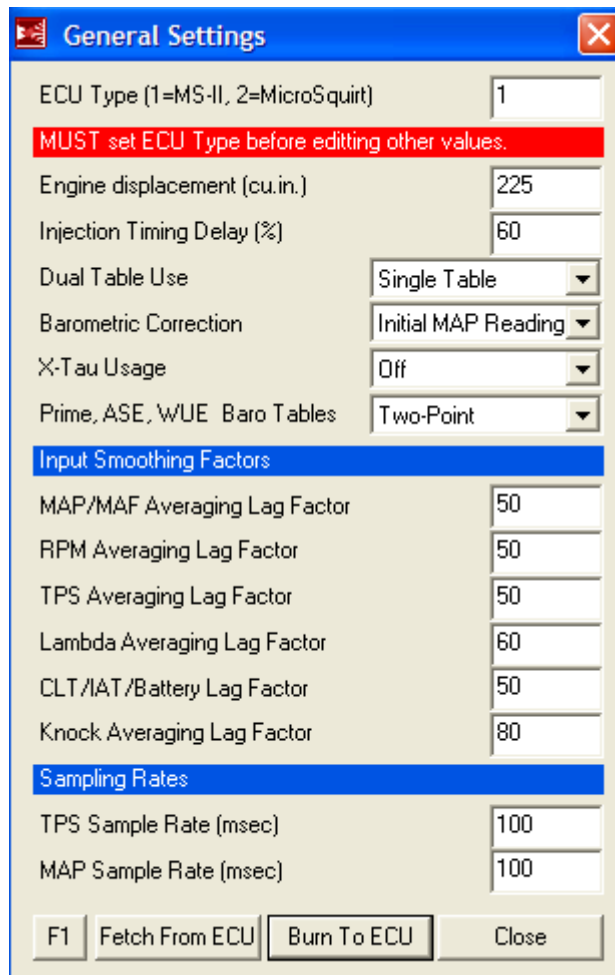 General Settings
ECU Type (1=MS-II, 2=MicroSquirt) 1
MUST set ECU Type before editting other values.
Engine displacement (cu.in.) 225
Injection Timing Delay (%) 60
Dual Table Use Single Table
Barometric Correction Initial MAP Reading
X-Tau Usage Off
Prime, ASE, WUE Baro Tables Two-Point
Input Smoothing Factors
MAP/MAF Averaging Lag Factor 50
RPM Averaging Lag Factor 50
TPS Averaging Lag Factor 50
Lambda Averaging Lag Factor 60
CLT/IAT/Battery Lag Factor 50
Knock Averaging Lag Factor 80
Sampling Rates
TPS Sample Rate (msec) 100
MAP Sample Rate (msec) 100
F1 Fetch From ECU Burn To ECU Close